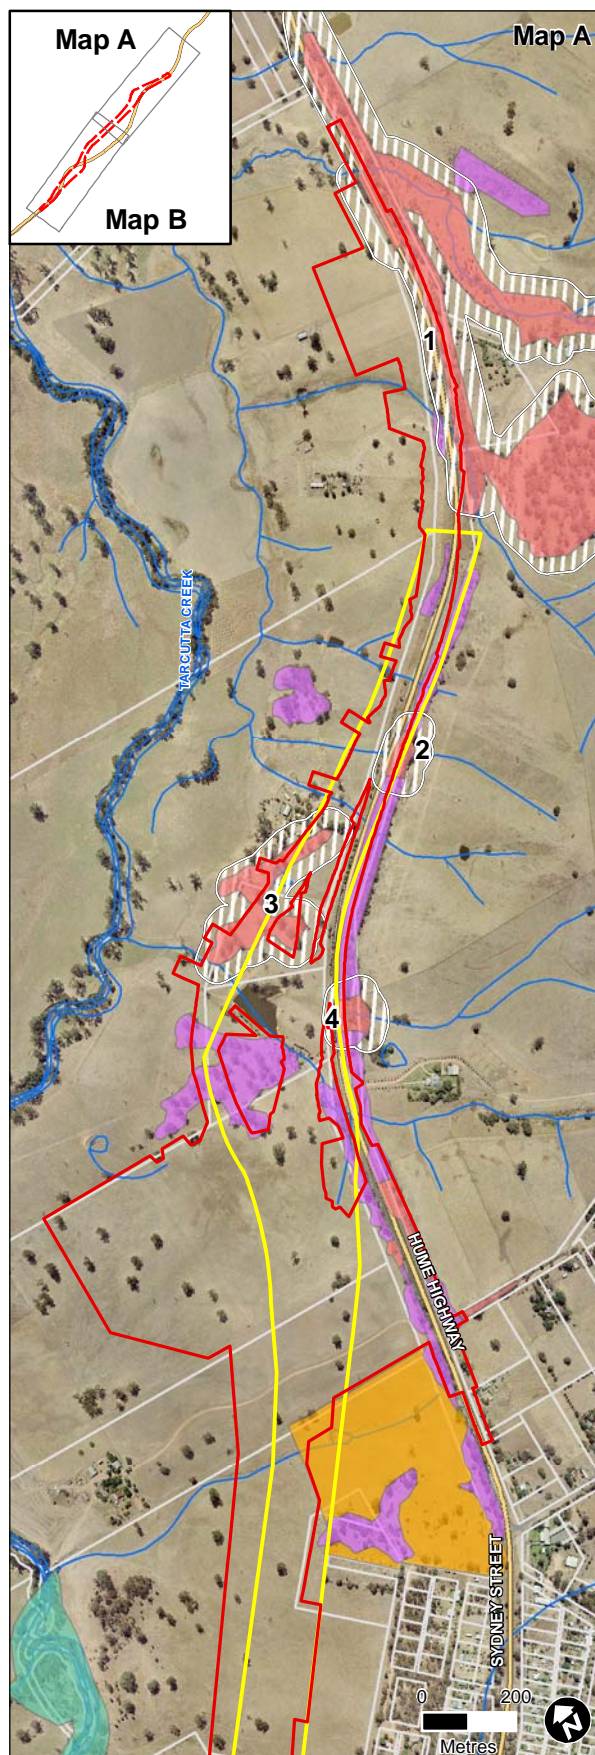 Map A
Map B
Map A
1
TARCUTTA CREEK
2
3
4
HUME HIGHWAY
SYDNEY STREET
0 200
Metres
N